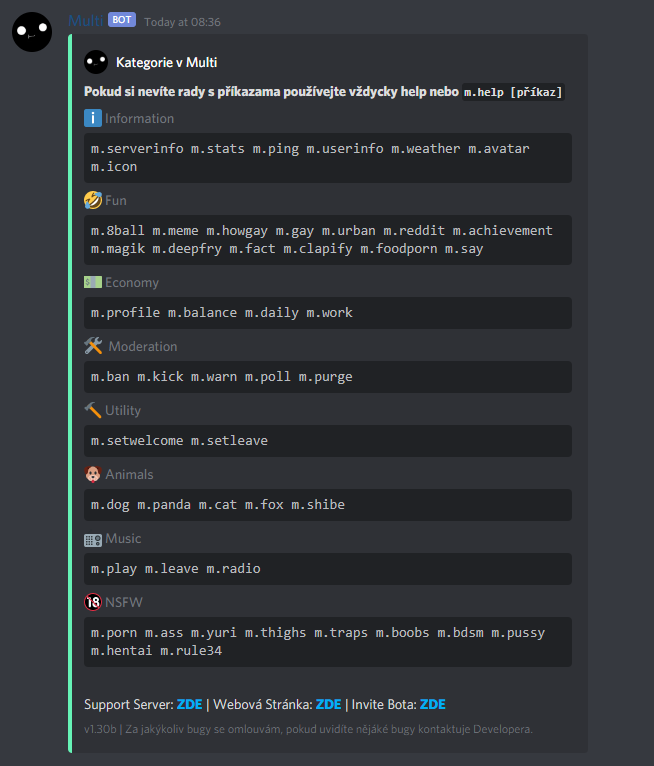 Multi BOT Today at 08:36
Kategorie v Multi
Pokud si nevíte rady s příkazama používejte vždycky help nebo m.help [příkaz]
Information
m.serverinfo m.stats m.ping m.userinfo m.weather m.avatar
m.icon
Fun
m.8ball m.meme m.howgay m.gay m.urban m.reddit m.achievement
m.magik m.deepfry m.fact m.clapify m.foodporn m.say
Economy
m.profile m.balance m.daily m.work
Moderation
m.ban m.kick m.warn m.poll m.purge
Utility
m.setwelcome m.setleave
Animals
m.dog m.panda m.cat m.fox m.shibe
Music
m.play m.leave m.radio
18 NSFW
m.porn m.ass m.yuri m.thighs m.traps m.boobs m.bdsm m.pussy
m.hentai m.rule34
Support Server: ZDE | Webová Stránka: ZDE | Invite Bota: ZDE
v1.30b | Za jakýkoliv bugy se omlouvám, pokud uvidíte nějáké bugy kontaktuje Developera.